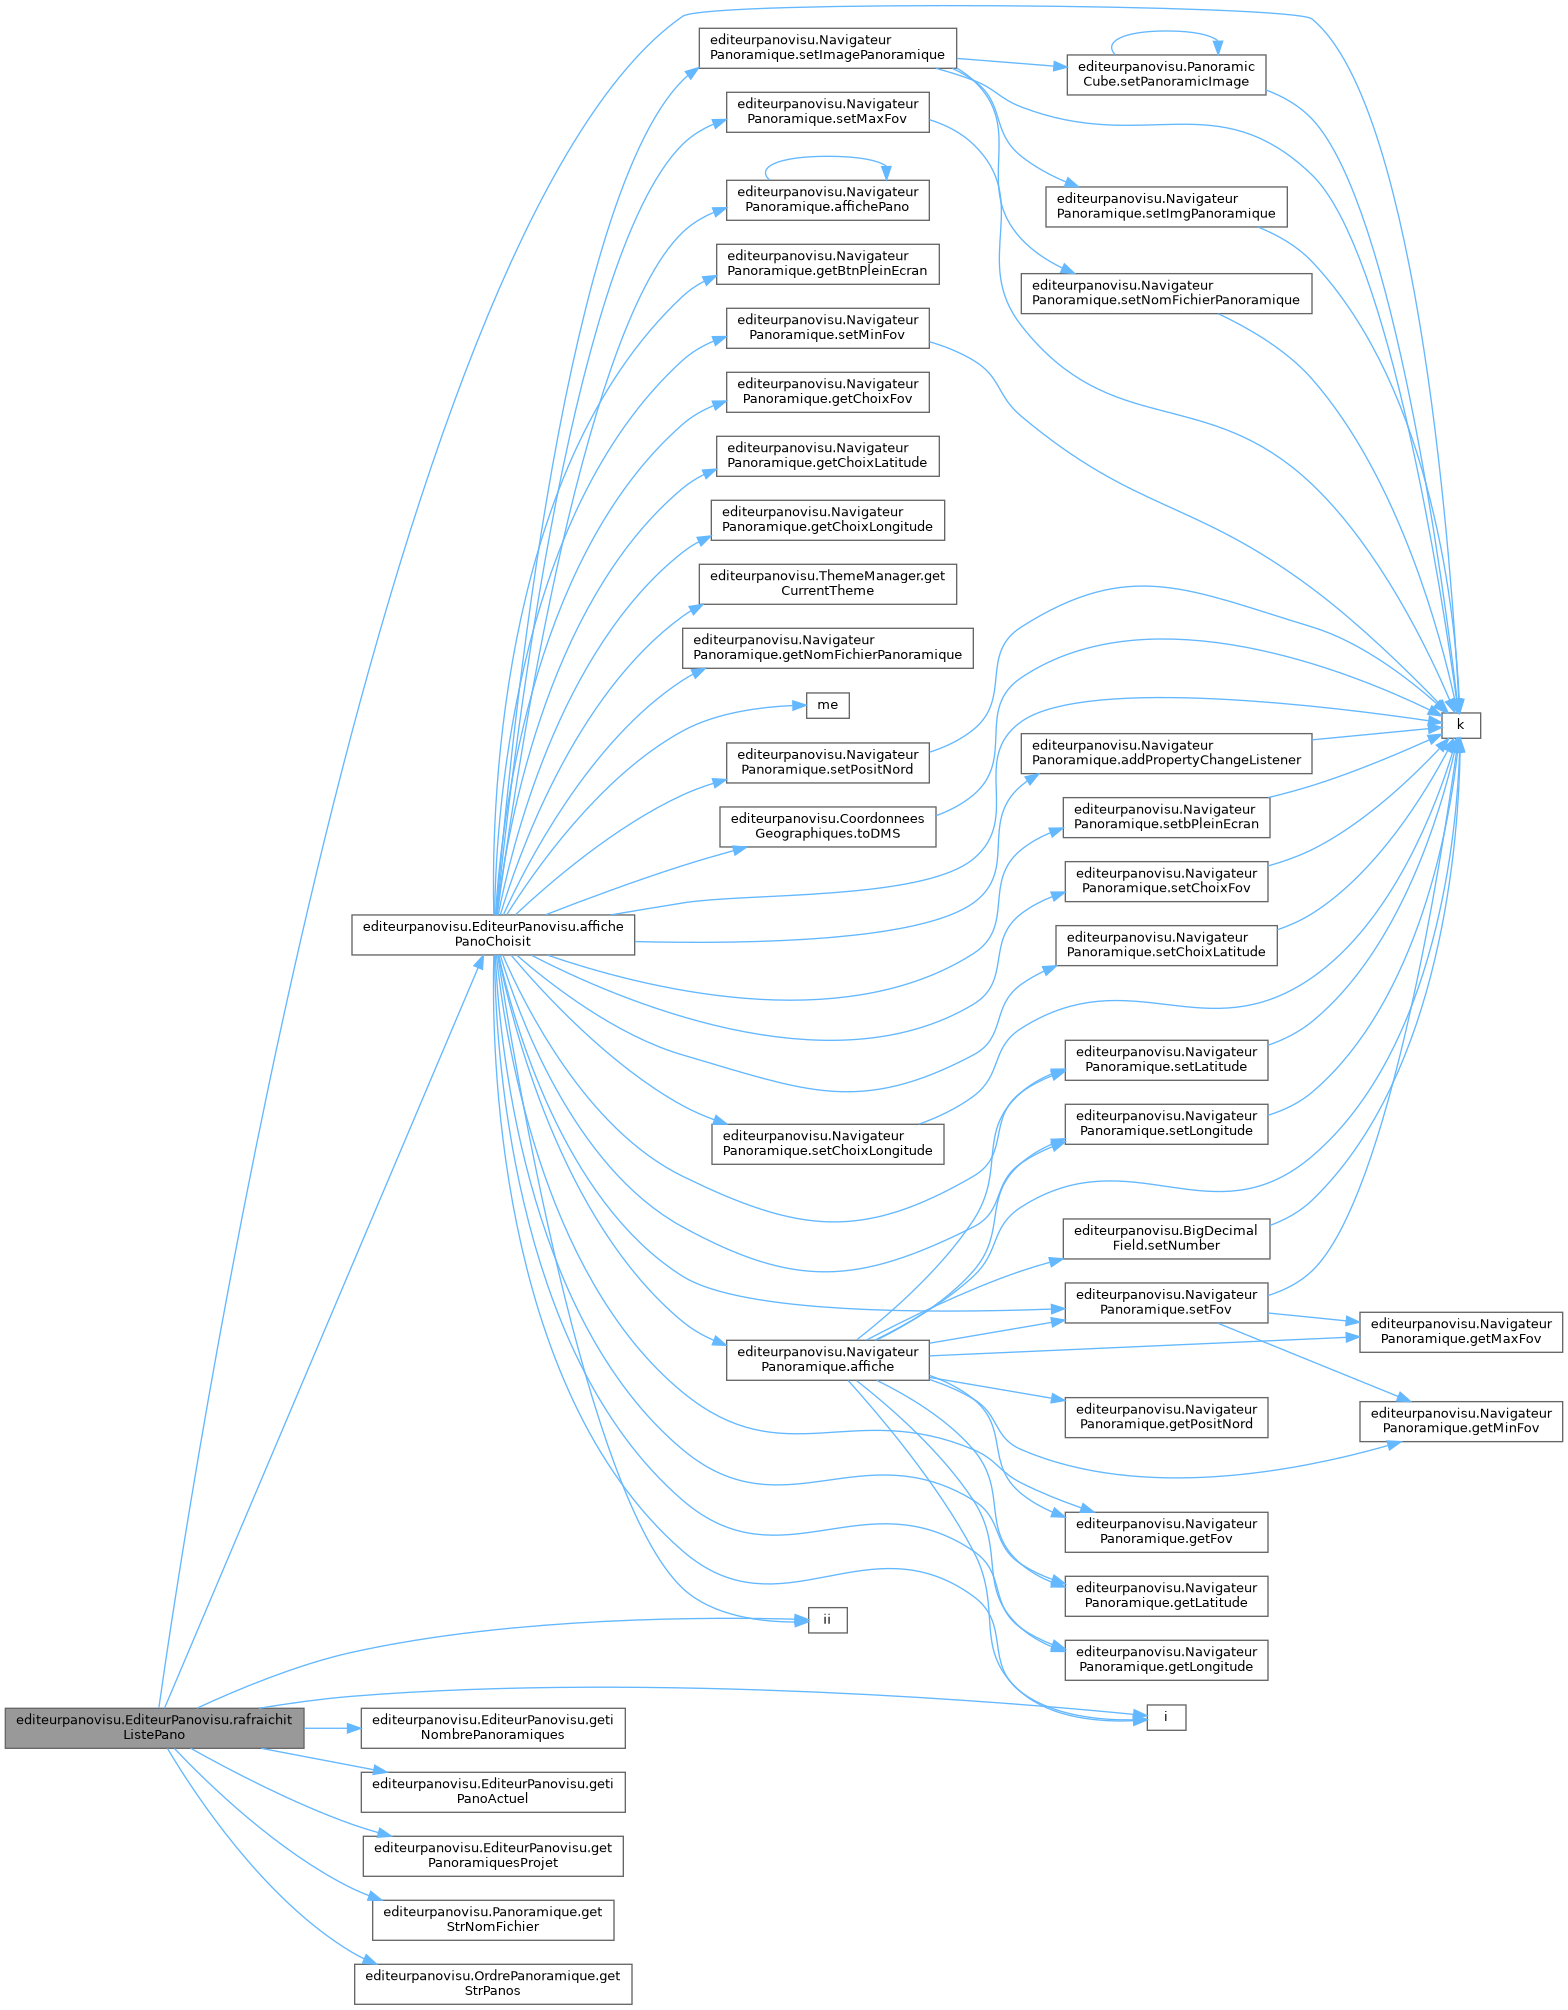 editeurpanovisu.Navigateur
Panoramique.setImagePanoramique
editeurpanovisu.Panoramic
Cube.setPanoramicImage
editeurpanovisu.Navigateur
Panoramique.setMaxFov
editeurpanovisu.Navigateur
Panoramique.affichePano
editeurpanovisu.Navigateur
Panoramique.setImgPanoramique
editeurpanovisu.Navigateur
Panoramique.getBtnPleinEcran
editeurpanovisu.Navigateur
Panoramique.setNomFichierPanoramique
editeurpanovisu.Navigateur
Panoramique.setMinFov
editeurpanovisu.Navigateur
Panoramique.getChoixFov
editeurpanovisu.Navigateur
Panoramique.getChoixLatitude
editeurpanovisu.Navigateur
Panoramique.getChoixLongitude
editeurpanovisu.ThemeManager.get
CurrentTheme
editeurpanovisu.Navigateur
Panoramique.getNomFichierPanoramique
me
k
editeurpanovisu.Navigateur
Panoramique.setPositNord
editeurpanovisu.Navigateur
Panoramique.addPropertyChangeListener
editeurpanovisu.Coordonnees
Geographiques.toDMS
editeurpanovisu.Navigateur
Panoramique.setbPleinEcran
editeurpanovisu.Navigateur
Panoramique.setChoixFov
editeurpanovisu.EditeurPanovisu.affiche
PanoChoisit
editeurpanovisu.Navigateur
Panoramique.setChoixLatitude
editeurpanovisu.Navigateur
Panoramique.setLatitude
editeurpanovisu.Navigateur
Panoramique.setLongitude
editeurpanovisu.Navigateur
Panoramique.setChoixLongitude
editeurpanovisu.BigDecimal
Field.setNumber
editeurpanovisu.Navigateur
Panoramique.setFov
editeurpanovisu.Navigateur
Panoramique.getMaxFov
editeurpanovisu.Navigateur
Panoramique.affiche
editeurpanovisu.Navigateur
Panoramique.getPositNord
editeurpanovisu.Navigateur
Panoramique.getMinFov
editeurpanovisu.Navigateur
Panoramique.getFov
editeurpanovisu.Navigateur
Panoramique.getLatitude
ii
editeurpanovisu.Navigateur
Panoramique.getLongitude
i
editeurpanovisu.EditeurPanovisu.rafraichit
ListePano
editeurpanovisu.EditeurPanovisu.geti
NombrePanoramiques
editeurpanovisu.EditeurPanovisu.geti
PanoActuel
editeurpanovisu.EditeurPanovisu.get
PanoramiquesProjet
editeurpanovisu.Panoramique.get
StrNomFichier
editeurpanovisu.OrdrePanoramique.get
StrPanos